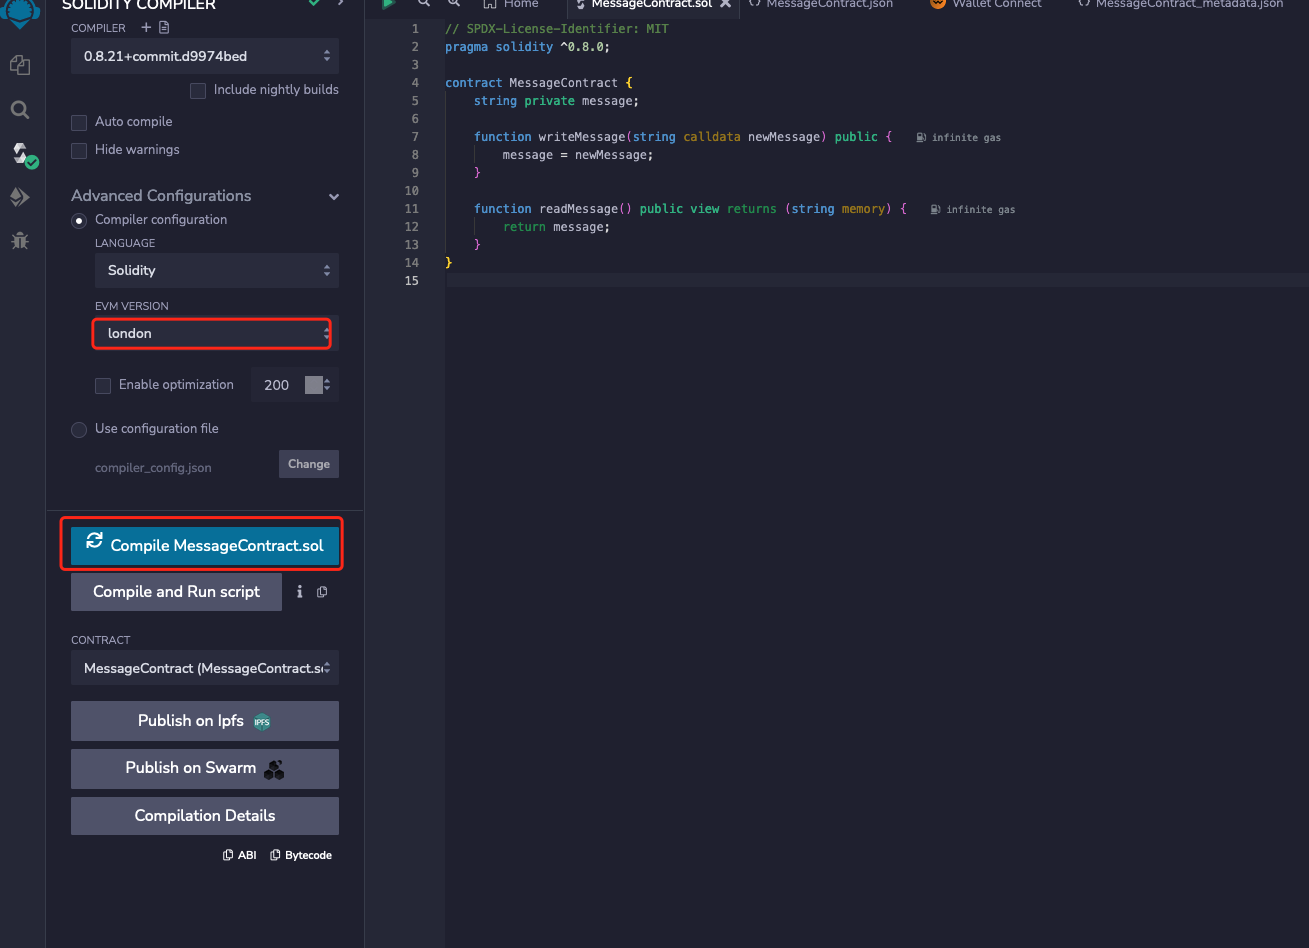 SOLIDITY COMPILER
COMPILER
0.8.21+commit.d9974bed
Include nightly builds
Auto compile
Hide warnings
Advanced Configurations
Compiler configuration
LANGUAGE
Solidity
EVM VERSION
london
Enable optimization
200
Use configuration file
compiler_config.json
Change
Compile MessageContract.sol
Compile and Run script
i
CONTRACT
MessageContract (MessageContract.so
Publish on Ipfs IPFS
Publish on Swarm
Compilation Details
ABI Bytecode
Home MessageContract.sol MessageContract.json Wallet Connect MessageContract_metadata.json
1 // SPDX-License-Identifier: MIT
2 pragma solidity ^0.8.0;
3
4 contract MessageContract {
5 string private message;
6
7 function writeMessage(string calldata newMessage) public { infinite gas
8 message = newMessage;
9 }
10
11 function readMessage() public view returns (string memory) { infinite gas
12 return message;
13 }
14 }
15